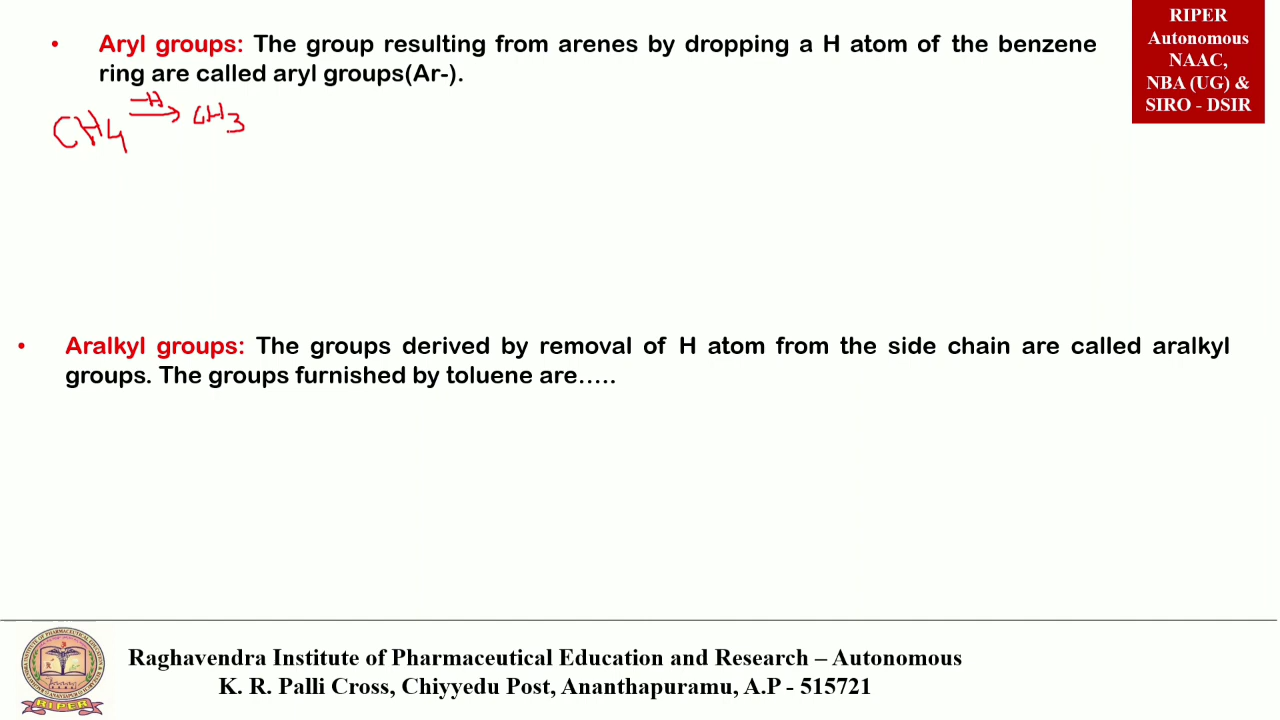 • Aryl groups: The group resulting from arenes by dropping a H atom of the benzene
ring are called aryl groups(Ar-).
-H
CH4 → CH3
RIPER
Autonomous
NAAC,
NBA (UG) &
SIRO - DSIR
• Aralkyl groups: The groups derived by removal of H atom from the side chain are called aralkyl
groups. The groups furnished by toluene are.....
RIPER
Raghavendra Institute of Pharmaceutical Education and Research – Autonomous
K. R. Palli Cross, Chiyyedu Post, Ananthapuramu, A.P - 515721